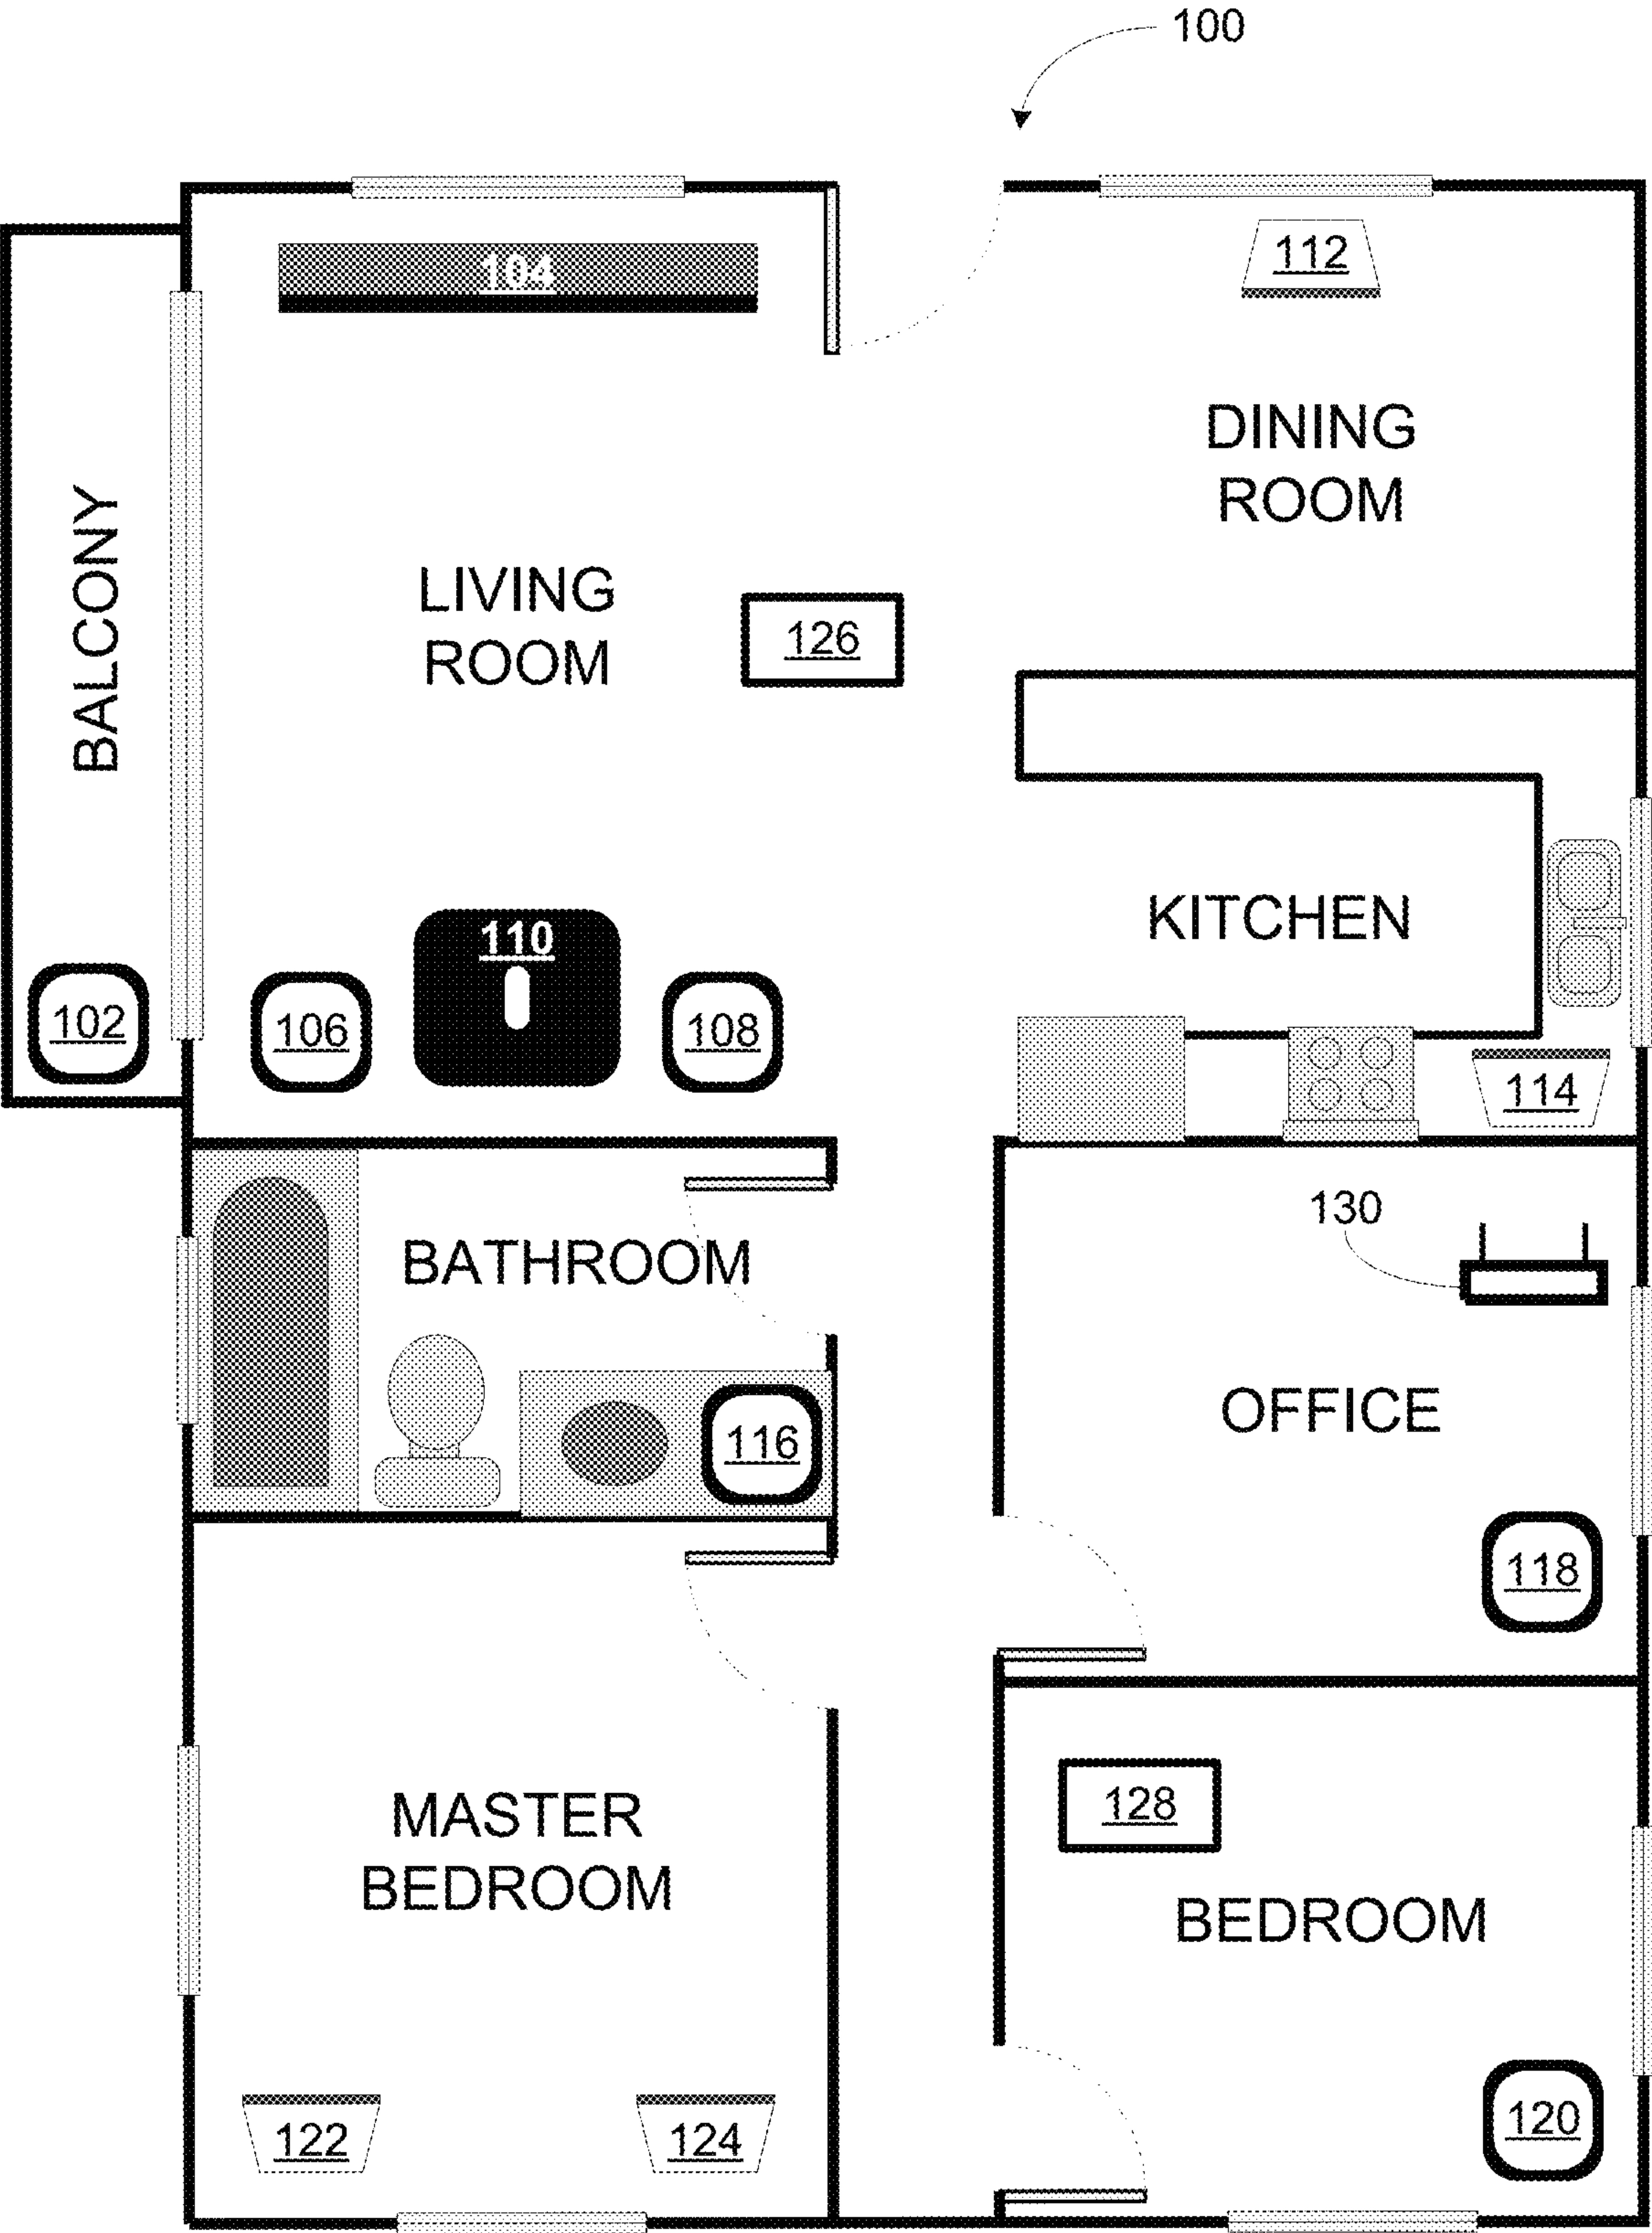 100
104
112
DINING
ROOM
BALCONY
LIVING
ROOM
126
110
KITCHEN
102
106
108
114
130
BATHROOM
OFFICE
116
118
MASTER
BEDROOM
128
BEDROOM
122
124
120